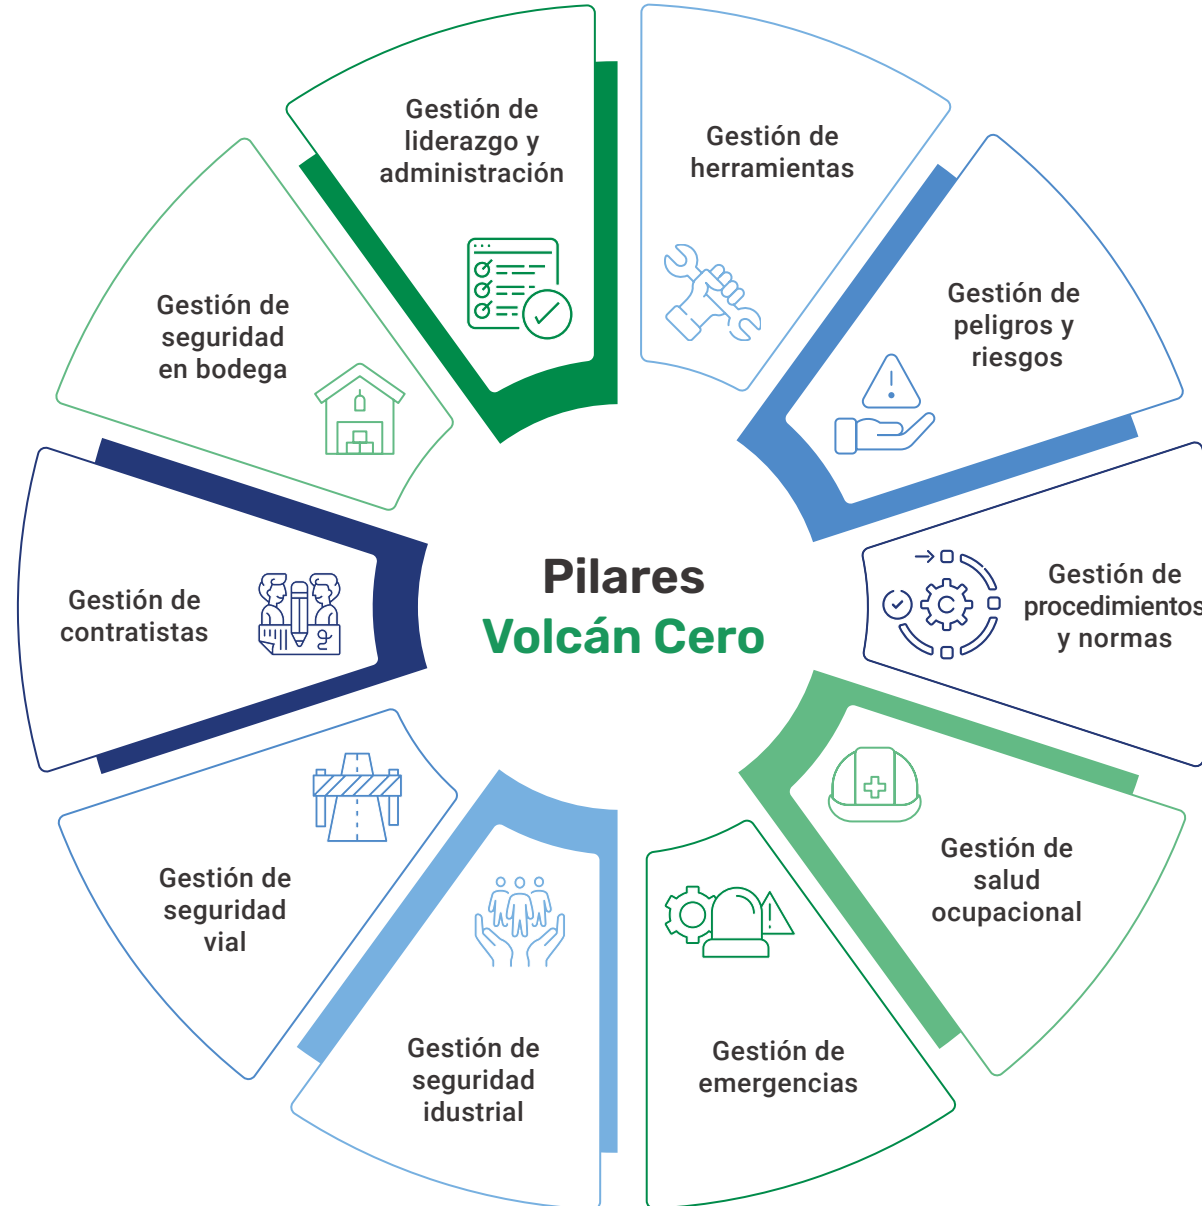 Gestión de
liderazgo y
administración
Gestión de
herramientas
Gestión de
peligros y
riesgos
Gestión de
procedimientos
y normas
Gestión de
salud
ocupacional
Gestión de
emergencias
Gestión de
seguridad
idustrial
Gestión de
seguridad
vial
Gestión de
contratistas
Gestión de
seguridad
en bodega
Pilares
Volcán Cero